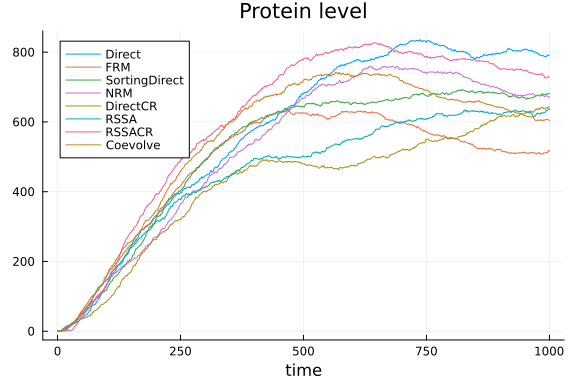 Protein level
800
600
400
200
0
Direct
FRM
SortingDirect
NRM
DirectCR
RSSA
RSSACR
Coevolve
0 250 500 750 1000
time